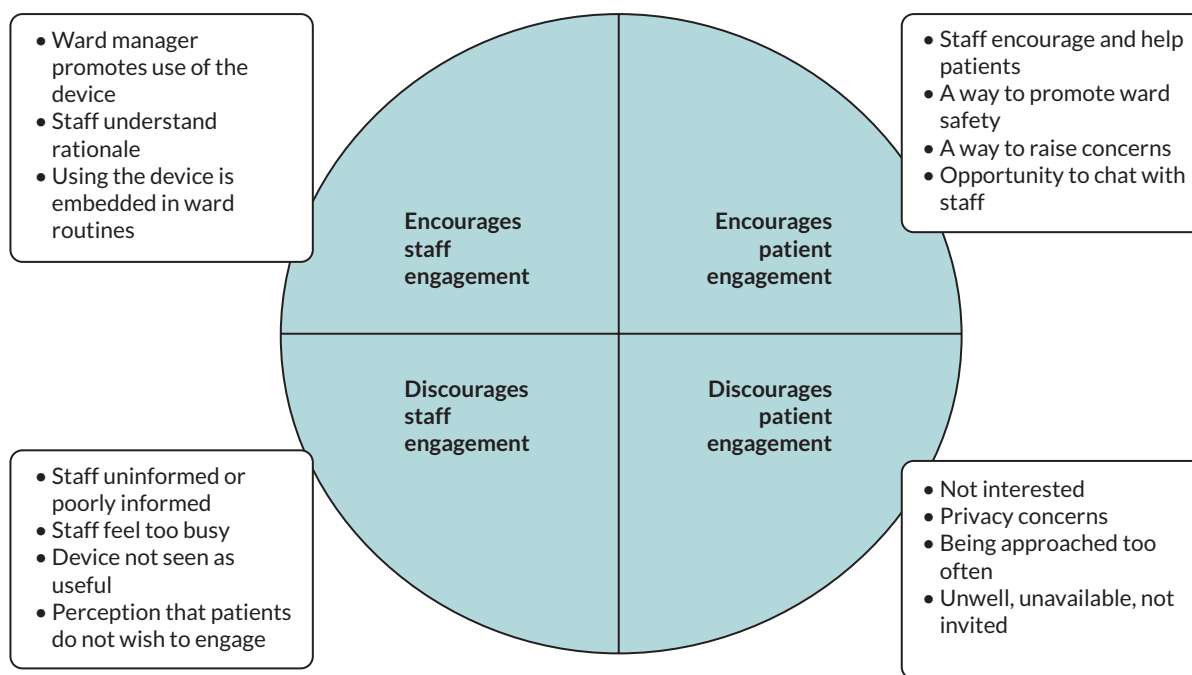 • Ward manager
promotes use of the
device
• Staff understand
rationale
• Using the device is
embedded in ward
routines
• Staff encourage and help
patients
• A way to promote ward
safety
• A way to raise concerns
• Opportunity to chat with
staff
Encourages
staff
engagement
Encourages
patient
engagement
Discourages
staff
engagement
Discourages
patient
engagement
• Staff uninformed or
poorly informed
• Staff feel too busy
• Device not seen as
useful
• Perception that patients
do not wish to engage
• Not interested
• Privacy concerns
• Being approached too
often
• Unwell, unavailable, not
invited